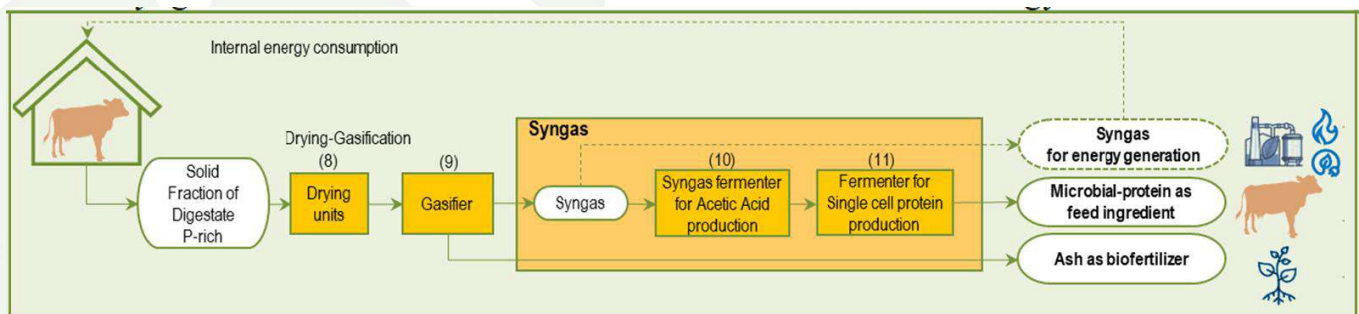 Internal energy consumption
Drying-Gasification
(8)
(9)
Solid
Fraction of
Digestate
P-rich
Drying
units
Gasifier
Syngas
Syngas
(10)
Syngas fermenter
for Acetic Acid
production
(11)
Fermenter for
Single cell protein
production
Syngas
for energy generation
Microbial-protein as
feed ingredient
Ash as biofertilizer